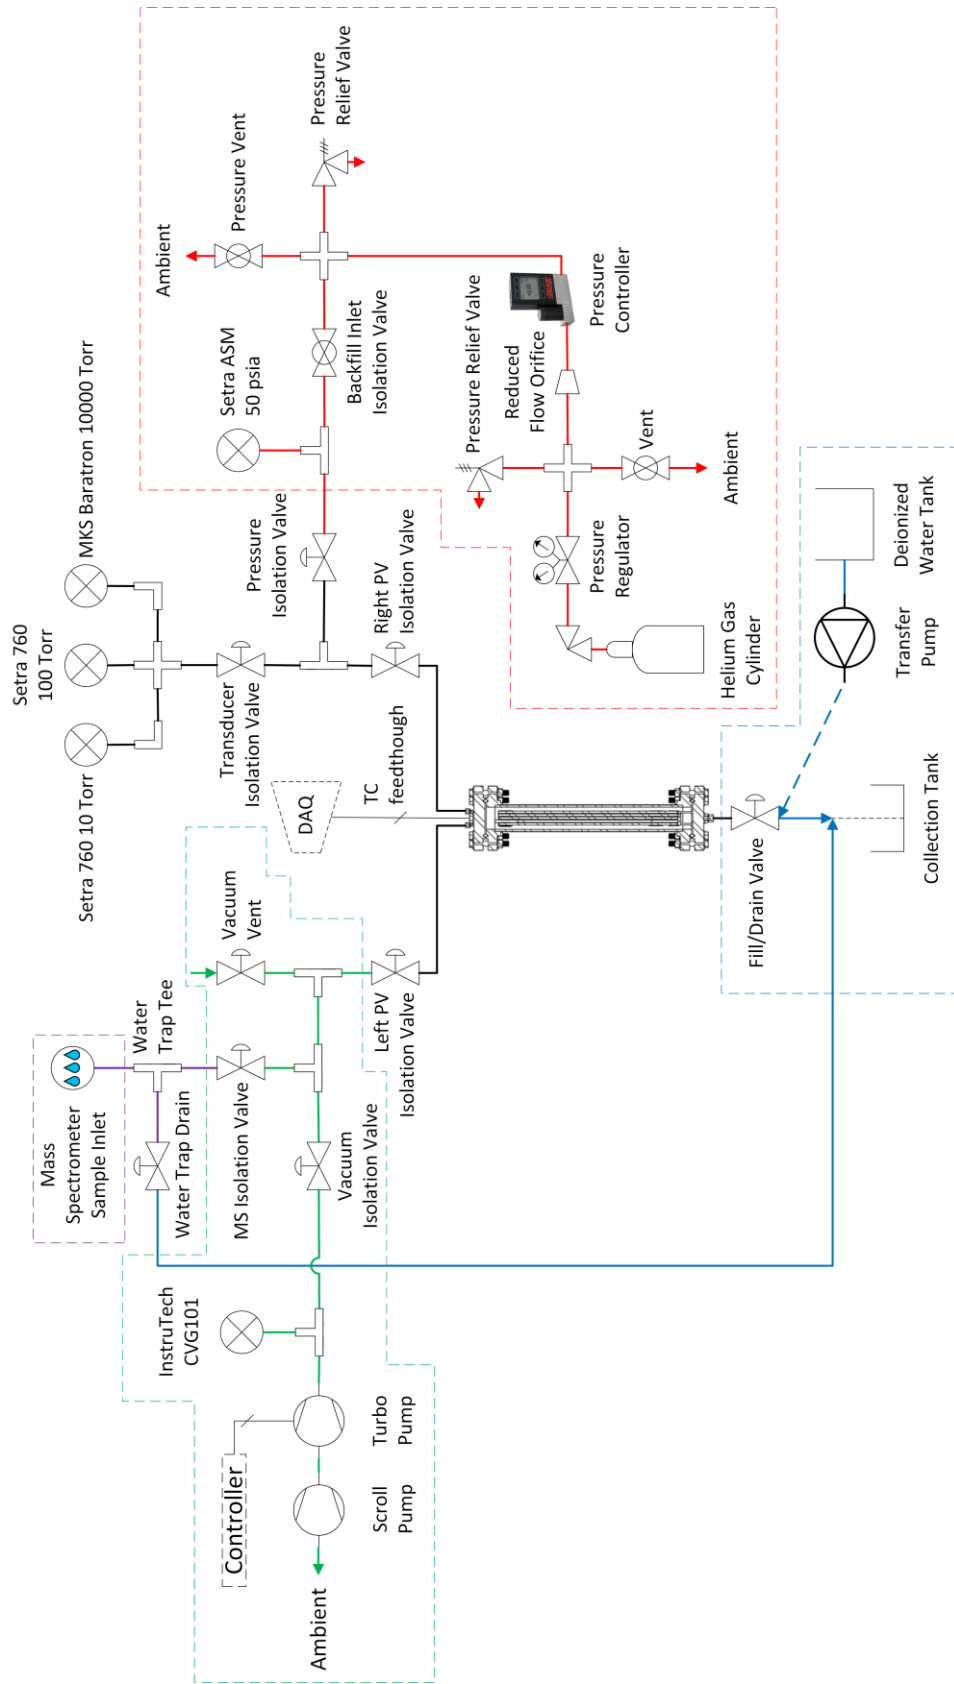 Mass
Spectrometer
Sample Inlet
Water
Trap Tee
Water Trap Drain
MS Isolation Valve
Vacuum
Vent
Left PV
Isolation Valve
Vacuum
Isolation Valve
InstruTech
CVG101
Controller
Turbo
Pump
Scroll
Pump
Ambient
Setra 760 10 Torr
Setra 760
100 Torr
MKS Baratron 10000 Torr
Transducer
Isolation Valve
DAQ
TC
feedthough
Pressure
Isolation Valve
Right PV
Isolation Valve
Setra ASM
50 psia
Ambient
Pressure Vent
Pressure
Relief Valve
Backfill Inlet
Isolation Valve
Pressure
Controller
Reduced
Flow Orifice
Pressure Relief Valve
Vent
Ambient
Pressure
Regulator
Helium Gas
Cylinder
Fill/Drain Valve
Collection Tank
Transfer
Pump
Deionized
Water Tank